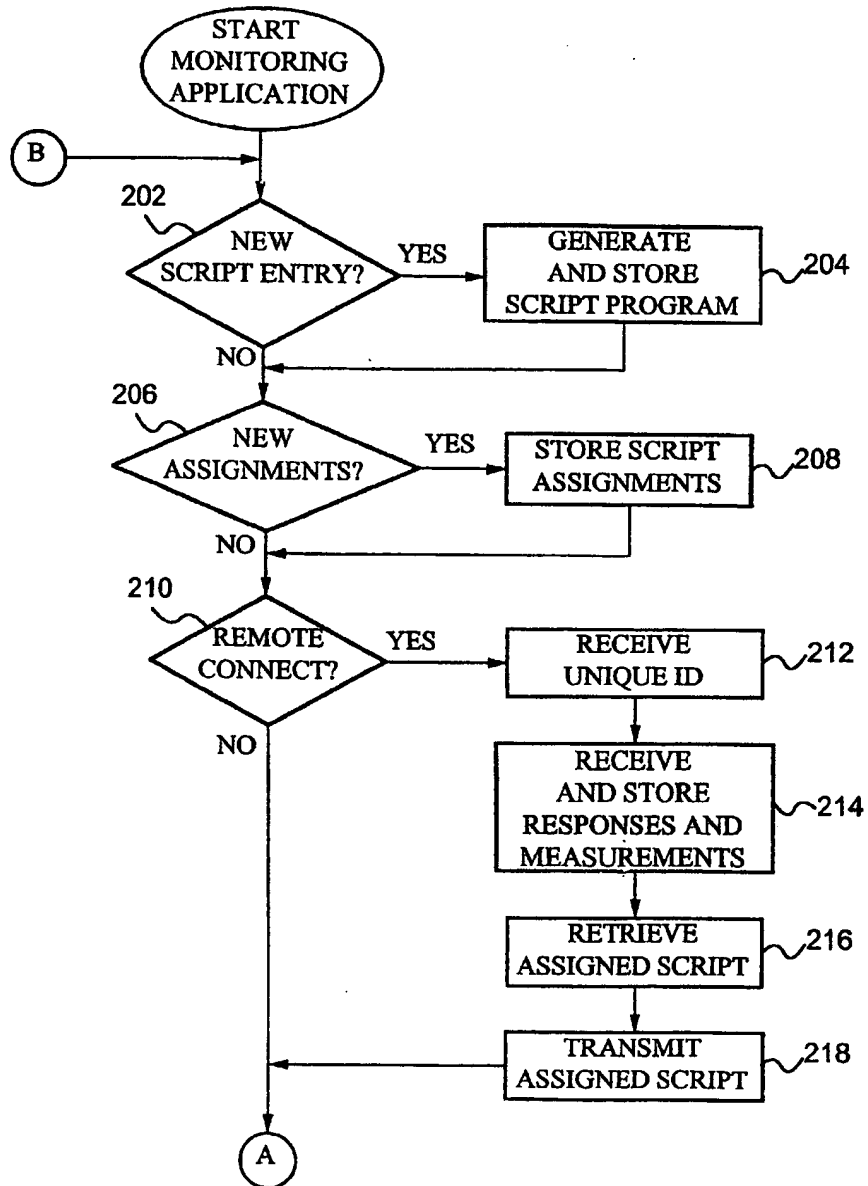 START
MONITORING
APPLICATION
B
202
NEW
SCRIPT ENTRY?
YES
GENERATE
AND STORE
SCRIPT PROGRAM
204
NO
206
NEW
ASSIGNMENTS?
YES
STORE SCRIPT
ASSIGNMENTS
208
NO
210
REMOTE
CONNECT?
YES
RECEIVE
UNIQUE ID
212
NO
RECEIVE
AND STORE
RESPONSES AND
MEASUREMENTS
214
RETRIEVE
ASSIGNED SCRIPT
216
TRANSMIT
ASSIGNED SCRIPT
218
A